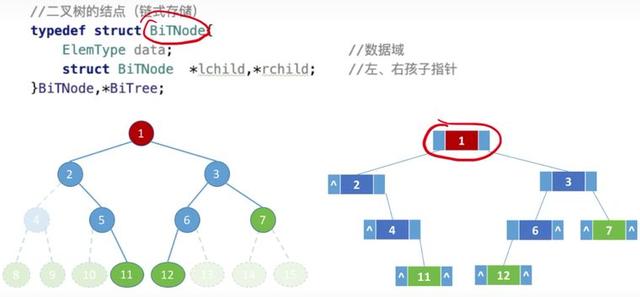 //二叉树的结点（链式存储）
typedef struct BiTNode{
ElemType data; //数据域
struct BiTNode *lchild,*rchild; //左、右孩子指针
}BiTNode,*BiTree;
1
2 3
4 5 6 7
8 9 10 11 12 13 14 15
1
^ 2 3
^ 4 6 ^ ^ 7 ^
^ 11 ^ ^ 12 ^